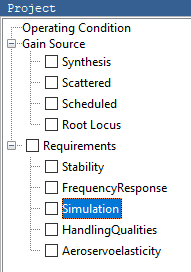 Project
Operating Condition
Gain Source
Synthesis
Scattered
Scheduled
Root Locus
Requirements
Stability
FrequencyResponse
Simulation
HandlingQualities
Aeroservoelasticity